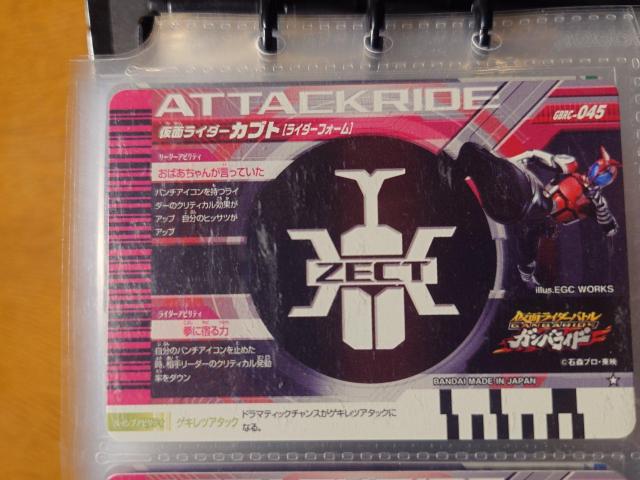 ATTACKRIDE
GBRC-045
仮面ライダーカブト [ライダーフォーム]
リーダーアビリティ
おばあちゃんが言っていた
パンチアイコンを持つライ
ダーのクリティカル効果が
アップ 自分のヒッサツが
アップ
ZECT
illus.EGC WORKS
ライダーアビリティ
拳に宿る力
自分のパンチアイコンを止めた
時、相手リーダーのクリティカル発動
率をダウン
仮面ライダーバトル
GANBARIDE
ガンバライド
©石森プロ・東映
BANDAI MADE IN JAPAN
ゲキレツアタック
ドラマティックチャンスがゲキレツアタックに
なる。